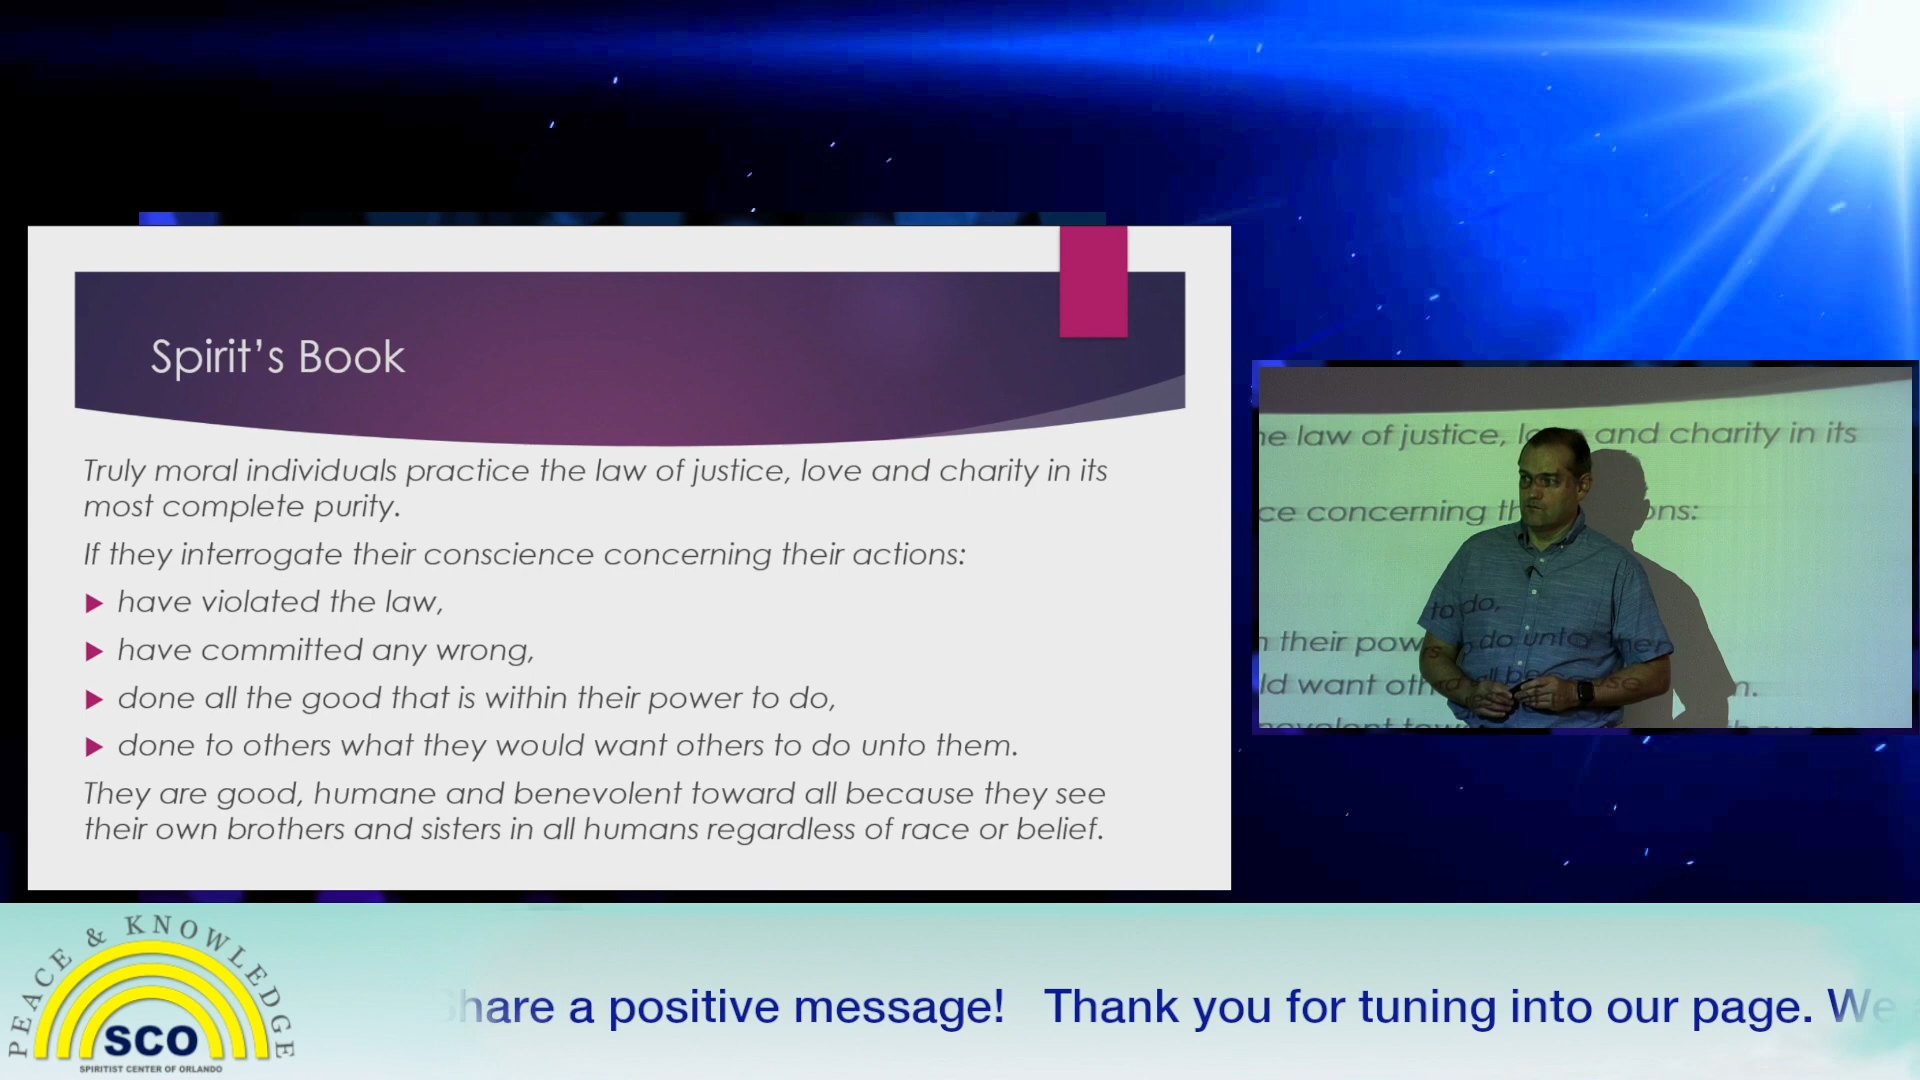 Spirit's Book
Truly moral individuals practice the law of justice, love and charity in its
most complete purity.
If they interrogate their conscience concerning their actions:
have violated the law,
have committed any wrong,
done all the good that is within their power to do,
done to others what they would want others to do unto them.
They are good, humane and benevolent toward all because they see
their own brothers and sisters in all humans regardless of race or belief.
he law of justice, and charity in its
ce concerning ons:
to do,
their pow do unto
ld want
PEACE & KNOWLEDGE
SCO
SPIRITIST CENTER OF ORLANDO
hare a positive message! Thank you for tuning into our page. We